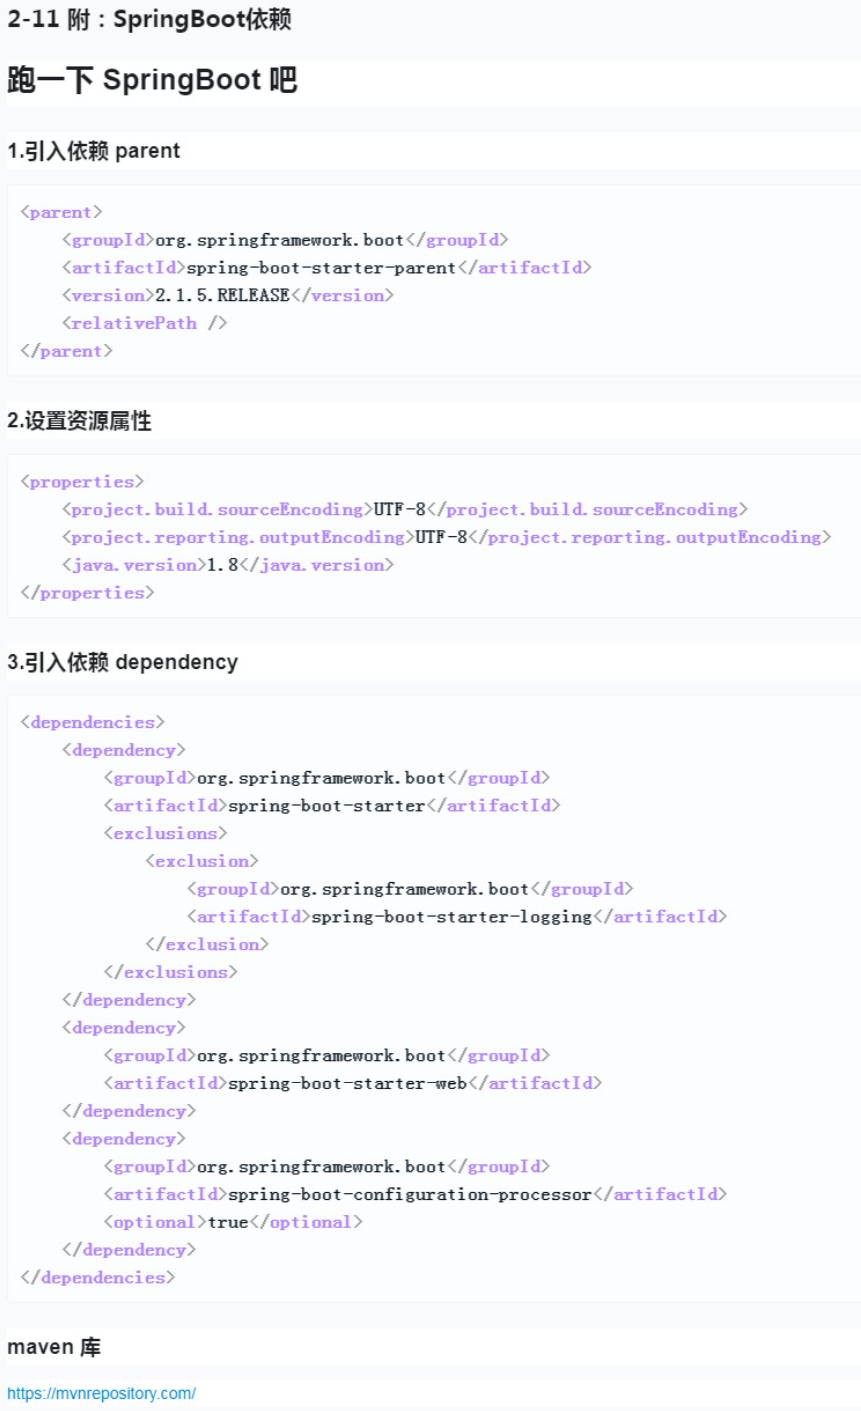 2-11 附：SpringBoot依赖
跑一下 SpringBoot 吧
1.引入依赖 parent
<parent>
    <groupId>org.springframework.boot</groupId>
    <artifactId>spring-boot-starter-parent</artifactId>
    <version>2.1.5.RELEASE</version>
    <relativePath />
</parent>
2.设置资源属性
<properties>
    <project.build.sourceEncoding>UTF-8</project.build.sourceEncoding>
    <project.reporting.outputEncoding>UTF-8</project.reporting.outputEncoding>
    <java.version>1.8</java.version>
</properties>
3.引入依赖 dependency
<dependencies>
    <dependency>
        <groupId>org.springframework.boot</groupId>
        <artifactId>spring-boot-starter</artifactId>
        <exclusions>
            <exclusion>
                <groupId>org.springframework.boot</groupId>
                <artifactId>spring-boot-starter-logging</artifactId>
            </exclusion>
        </exclusions>
    </dependency>
    <dependency>
        <groupId>org.springframework.boot</groupId>
        <artifactId>spring-boot-starter-web</artifactId>
    </dependency>
    <dependency>
        <groupId>org.springframework.boot</groupId>
        <artifactId>spring-boot-configuration-processor</artifactId>
        <optional>true</optional>
    </dependency>
</dependencies>
maven 库
https://mvnrepository.com/